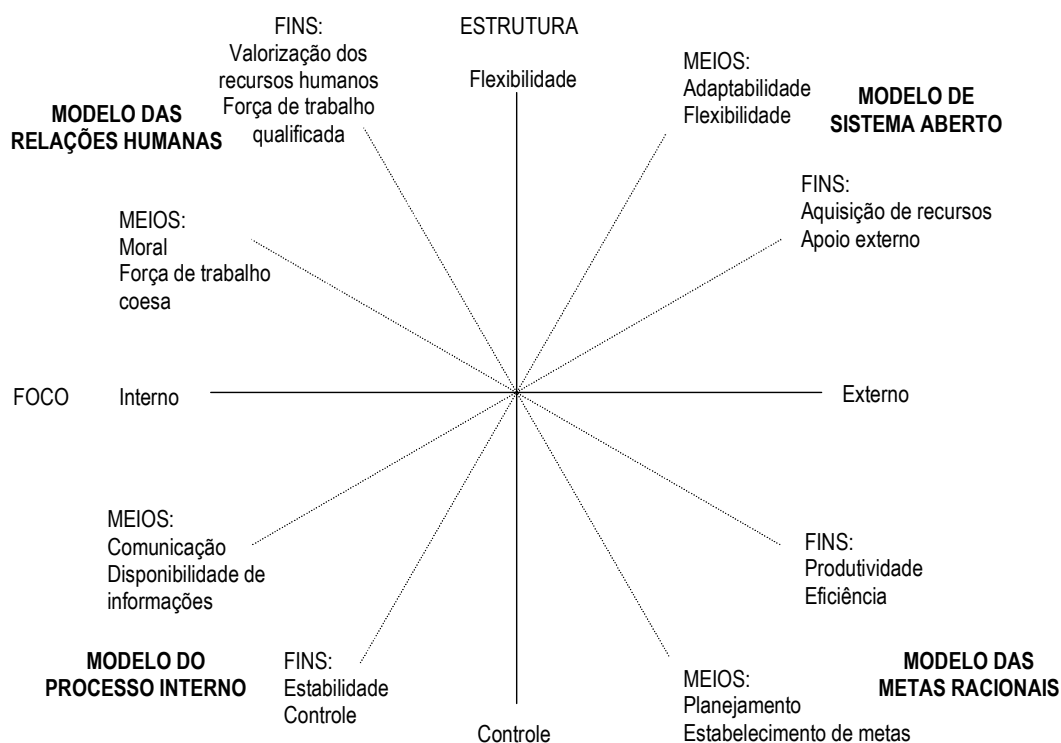 FINS:
Valorização dos
recursos humanos
Força de trabalho
qualificada
ESTRUTURA
Flexibilidade
MEIOS:
Adaptabilidade
Flexibilidade
MODELO DAS
RELAÇÕES HUMANAS
MODELO DE
SISTEMA ABERTO
MEIOS:
Moral
Força de trabalho
coesa
FINS:
Aquisição de recursos
Apoio externo
FOCO
Interno
Externo
MEIOS:
Comunicação
Disponibilidade de
informações
FINS:
Produtividade
Eficiência
MODELO DO
PROCESSO INTERNO
FINS:
Estabilidade
Controle
Controle
MEIOS:
Planejamento
Estabelecimento de metas
MODELO DAS
METAS RACIONAIS